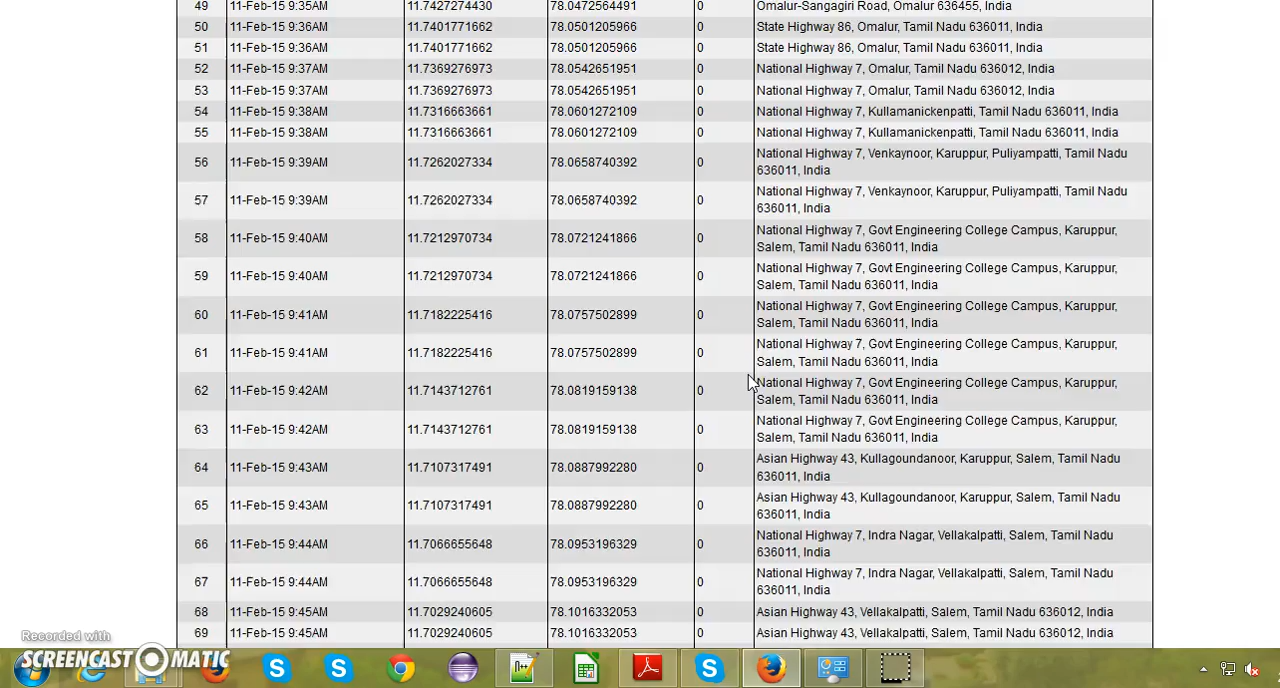 49 11-Feb-15 9:35AM 11.7427274430 78.0472564491 0 Omalur-Sangagiri Road, Omalur 636455, India
50 11-Feb-15 9:36AM 11.7401771662 78.0501205966 0 State Highway 86, Omalur, Tamil Nadu 636011, India
51 11-Feb-15 9:36AM 11.7401771662 78.0501205966 0 State Highway 86, Omalur, Tamil Nadu 636011, India
52 11-Feb-15 9:37AM 11.7369276973 78.0542651951 0 National Highway 7, Omalur, Tamil Nadu 636012, India
53 11-Feb-15 9:37AM 11.7369276973 78.0542651951 0 National Highway 7, Omalur, Tamil Nadu 636012, India
54 11-Feb-15 9:38AM 11.7316663661 78.0601272109 0 National Highway 7, Kullamanickenpatti, Tamil Nadu 636011, India
55 11-Feb-15 9:38AM 11.7316663661 78.0601272109 0 National Highway 7, Kullamanickenpatti, Tamil Nadu 636011, India
56 11-Feb-15 9:39AM 11.7262027334 78.0658740392 0 National Highway 7, Venkaynoor, Karuppur, Puliyampatti, Tamil Nadu
636011, India
57 11-Feb-15 9:39AM 11.7262027334 78.0658740392 0 National Highway 7, Venkaynoor, Karuppur, Puliyampatti, Tamil Nadu
636011, India
58 11-Feb-15 9:40AM 11.7212970734 78.0721241866 0 National Highway 7, Govt Engineering College Campus, Karuppur,
Salem, Tamil Nadu 636011, India
59 11-Feb-15 9:40AM 11.7212970734 78.0721241866 0 National Highway 7, Govt Engineering College Campus, Karuppur,
Salem, Tamil Nadu 636011, India
60 11-Feb-15 9:41AM 11.7182225416 78.0757502899 0 National Highway 7, Govt Engineering College Campus, Karuppur,
Salem, Tamil Nadu 636011, India
61 11-Feb-15 9:41AM 11.7182225416 78.0757502899 0 National Highway 7, Govt Engineering College Campus, Karuppur,
Salem, Tamil Nadu 636011, India
62 11-Feb-15 9:42AM 11.7143712761 78.0819159138 0 National Highway 7, Govt Engineering College Campus, Karuppur,
Salem, Tamil Nadu 636011, India
63 11-Feb-15 9:42AM 11.7143712761 78.0819159138 0 National Highway 7, Govt Engineering College Campus, Karuppur,
Salem, Tamil Nadu 636011, India
64 11-Feb-15 9:43AM 11.7107317491 78.0887992280 0 Asian Highway 43, Kullagoundanoor, Karuppur, Salem, Tamil Nadu
636011, India
65 11-Feb-15 9:43AM 11.7107317491 78.0887992280 0 Asian Highway 43, Kullagoundanoor, Karuppur, Salem, Tamil Nadu
636011, India
66 11-Feb-15 9:44AM 11.7066655648 78.0953196329 0 National Highway 7, Indra Nagar, Vellakalpatti, Salem, Tamil Nadu
636011, India
67 11-Feb-15 9:44AM 11.7066655648 78.0953196329 0 National Highway 7, Indra Nagar, Vellakalpatti, Salem, Tamil Nadu
636011, India
68 11-Feb-15 9:45AM 11.7029240605 78.1016332053 0 Asian Highway 43, Vellakalpatti, Salem, Tamil Nadu 636012, India
69 11-Feb-15 9:45AM 11.7029240605 78.1016332053 0 Asian Highway 43, Vellakalpatti, Salem, Tamil Nadu 636012, India
Recorded with
SCREENCAST MATIC